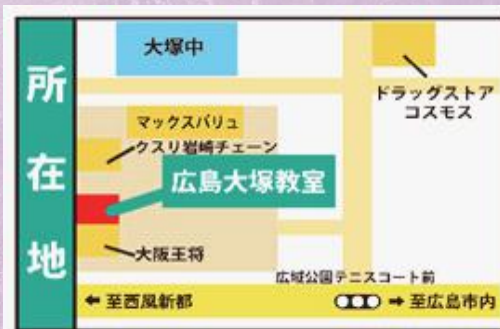 所在地
大塚中
ドラッグストア
コスモス
マックスバリュ
クスリ岩崎チェーン
広島大塚教室
大阪王将
広域公園テニスコート前
← 至西風新都
→ 至広島市内